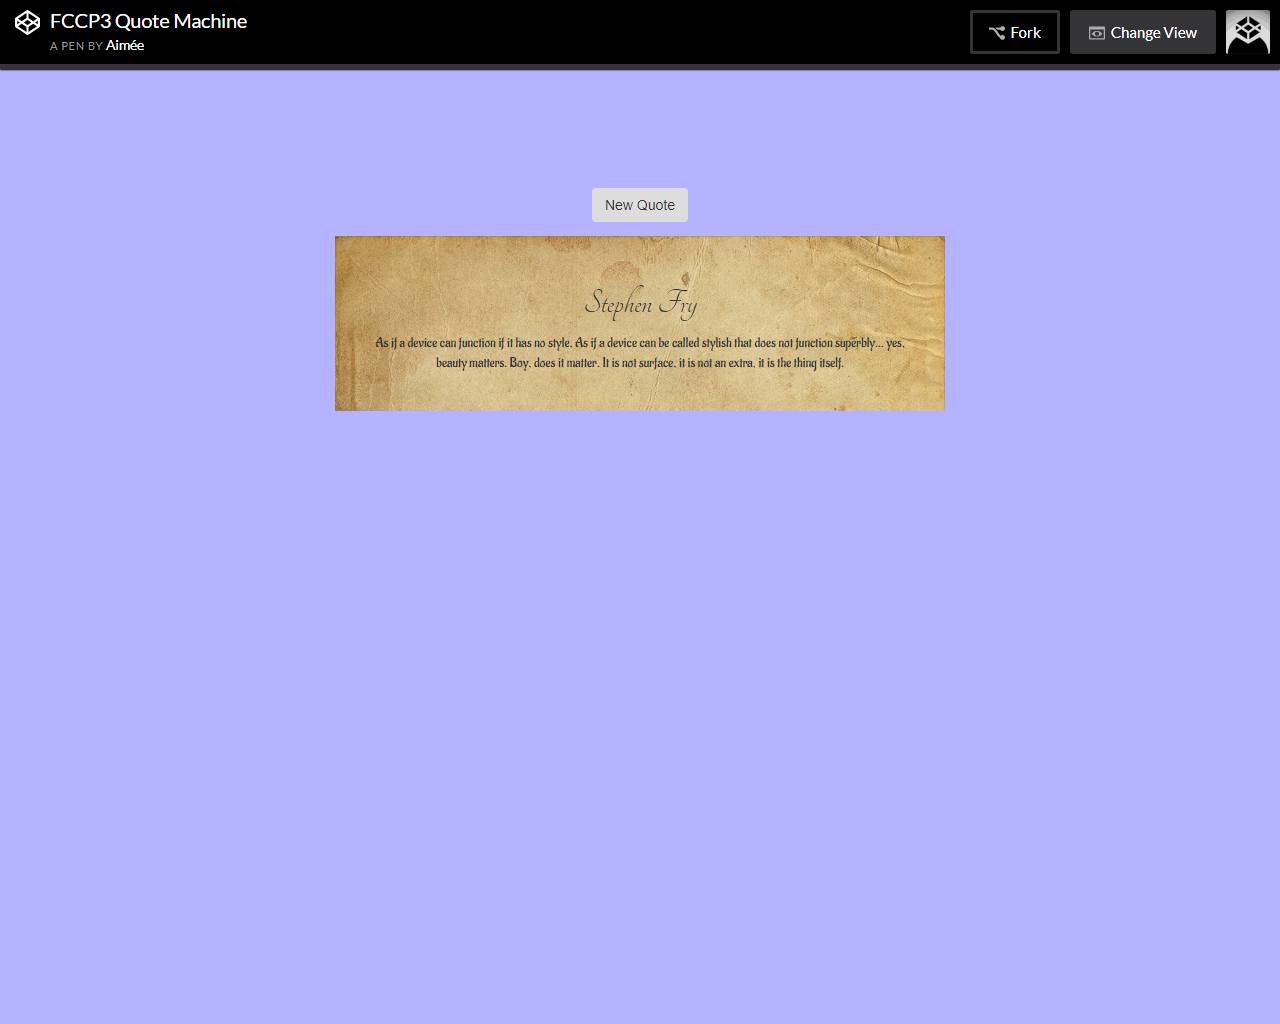 FCCP3 Quote Machine
A PEN BY Aimée
Fork
Change View
New Quote
Stephen Fry
As if a device can function if it has no style. As if a device can be called stylish that does not function superbly... yes,
beauty matters. Boy, does it matter. It is not surface, it is not an extra, it is the thing itself.